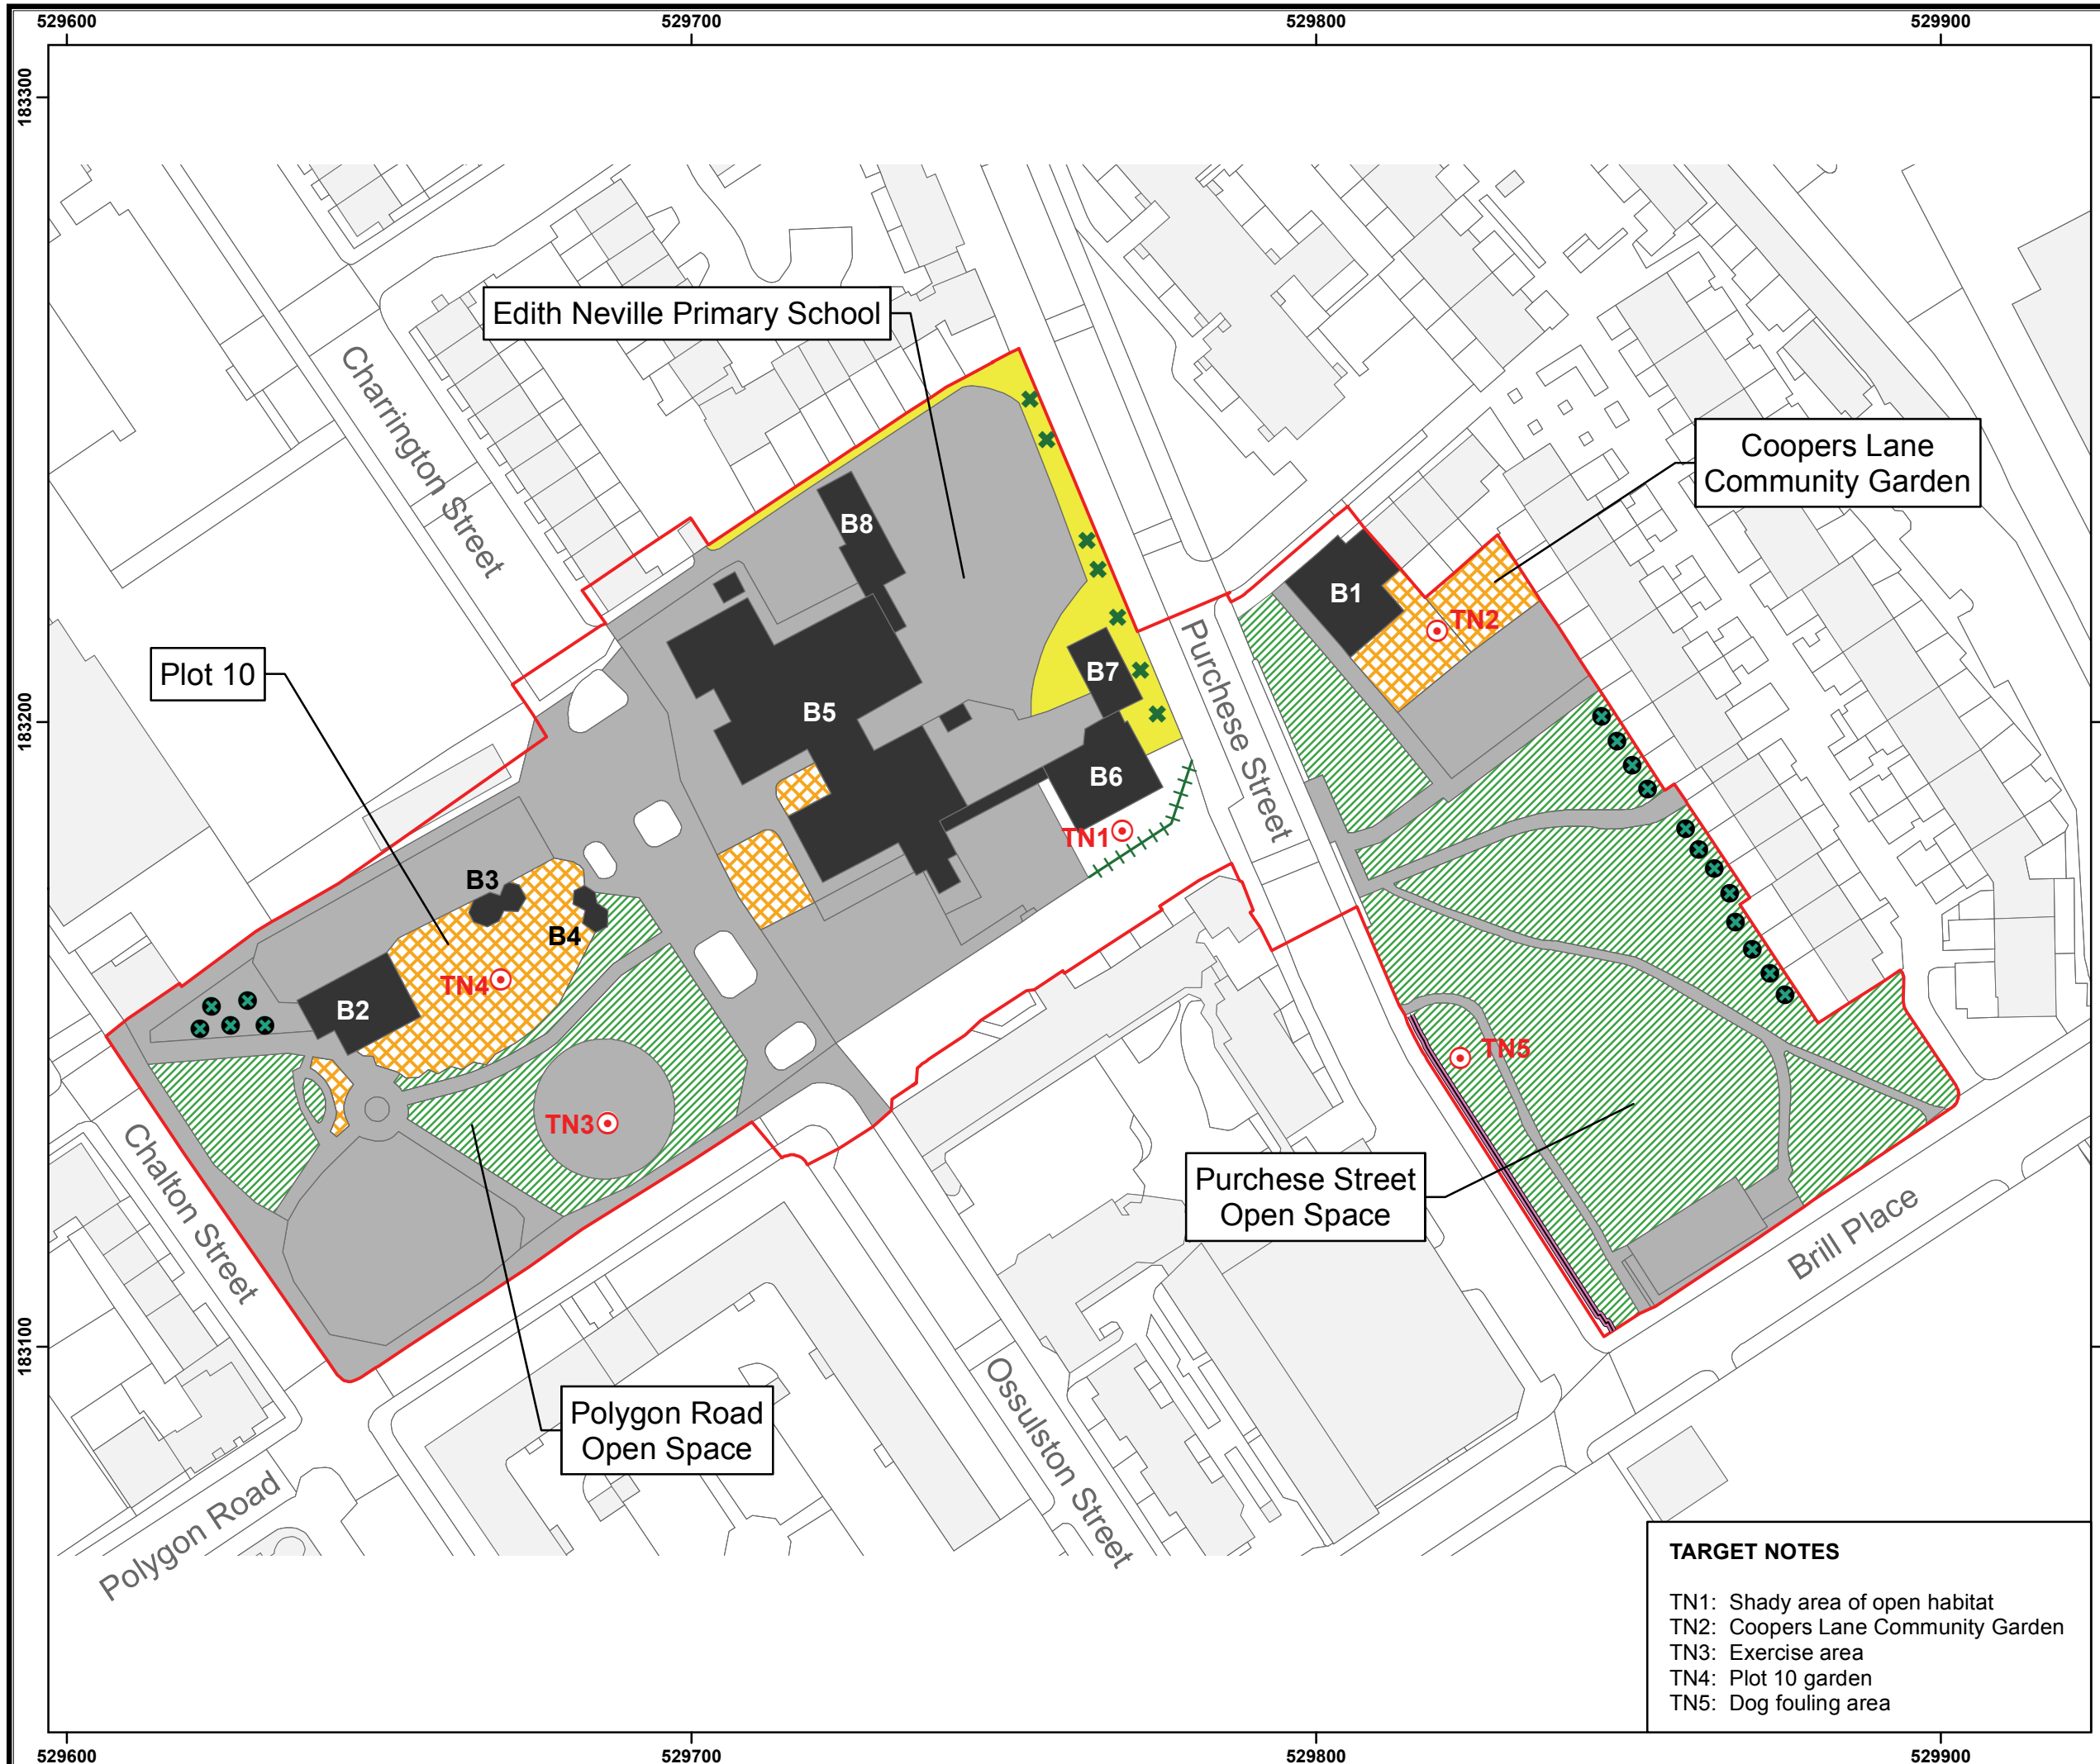 529600
529700
529800
529900
183300
Edith Neville Primary School
Charrington Street
Coopers Lane
Community Garden
B8
B1
TN2
Purchese Street
Plot 10
B7
B5
B6
TN1
B3
B4
TN4
B2
183200
TN5
TN3
Chalton Street
Purchese Street
Open Space
Brill Place
183100
Polygon Road
Open Space
Ossulston Street
Polygon Road
TARGET NOTES
TN1: Shady area of open habitat
TN2: Coopers Lane Community Garden
TN3: Exercise area
TN4: Plot 10 garden
TN5: Dog fouling area
529600
529700
529800
529900